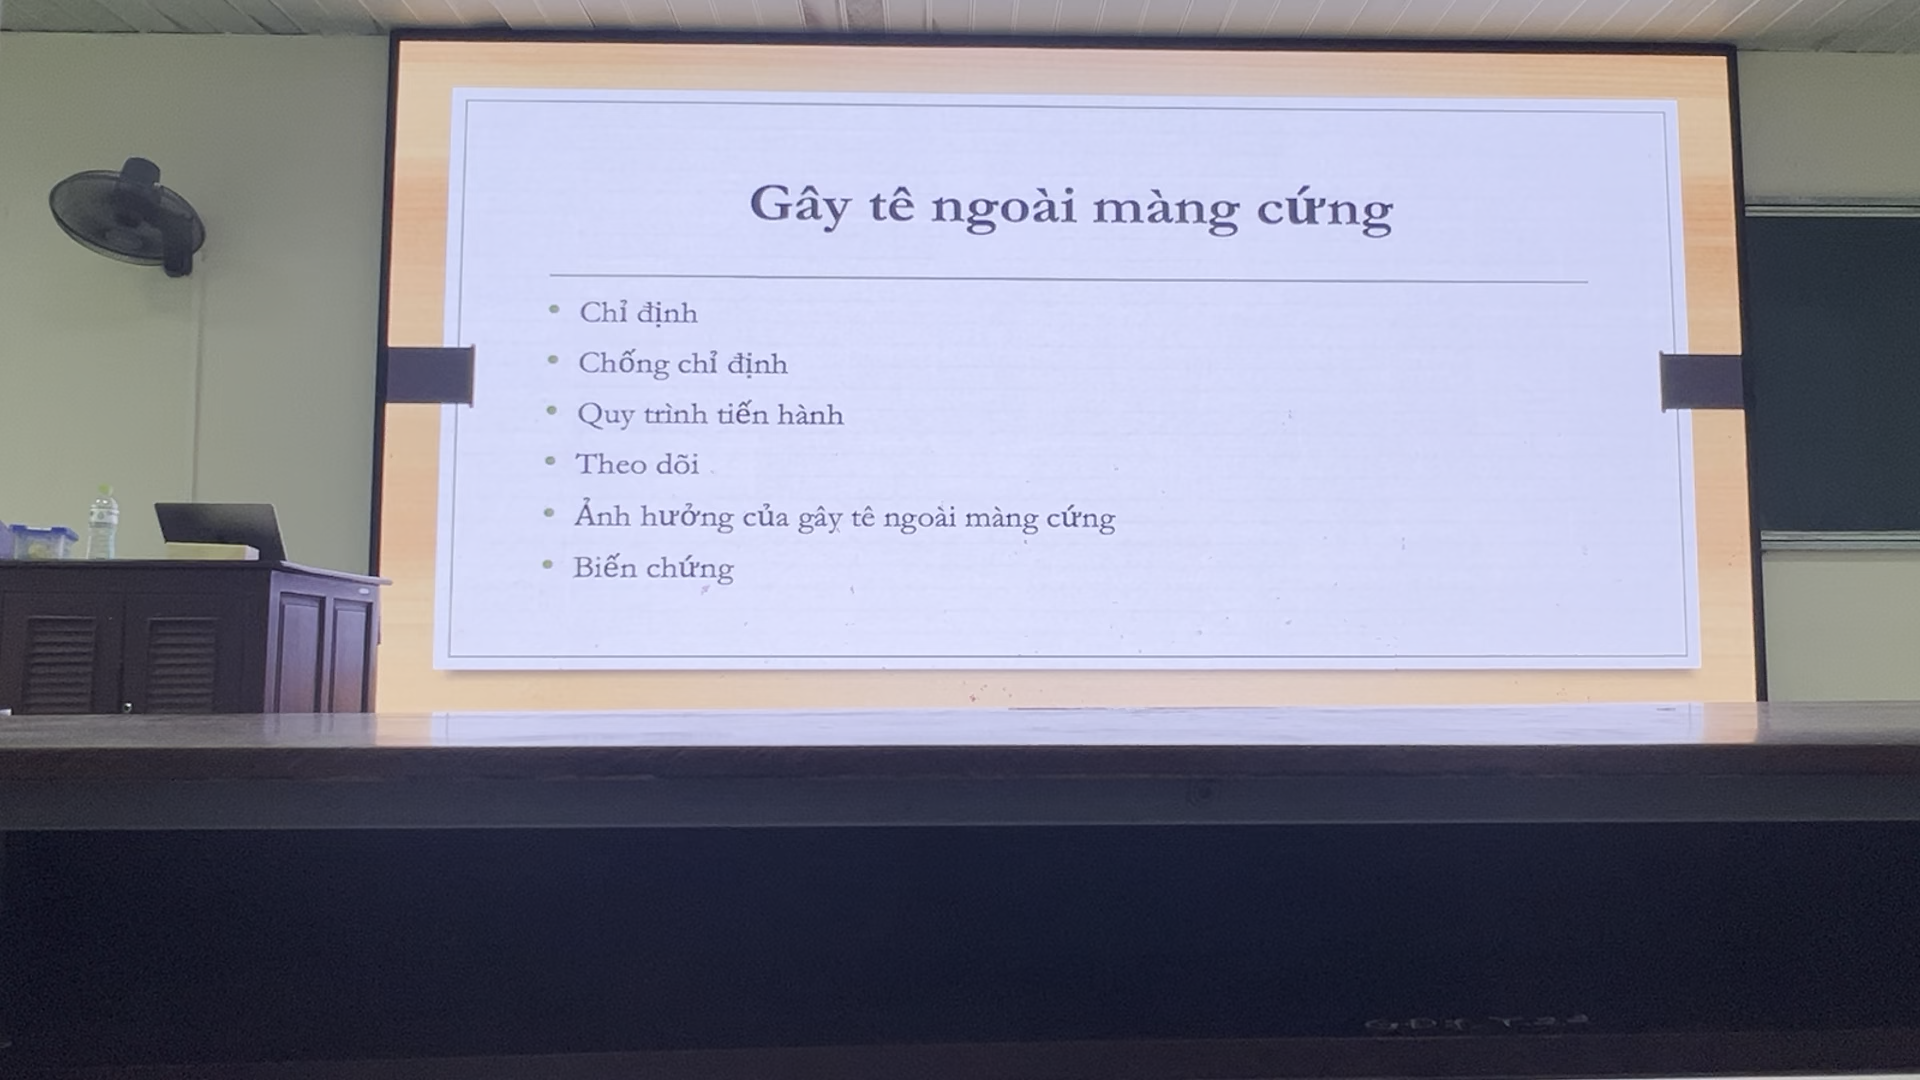 Gây tê ngoài màng cứng
• Chỉ định
• Chống chỉ định
• Quy trình tiến hành
• Theo dõi
• Ảnh hưởng của gây tê ngoài màng cứng
• Biến chứng